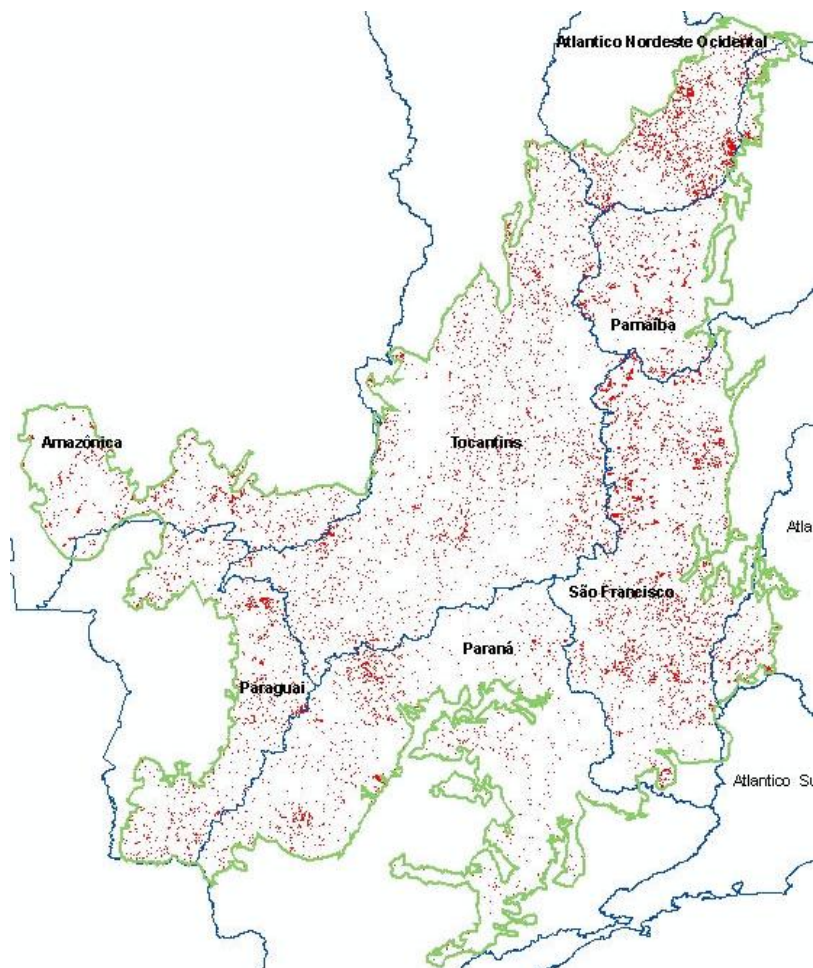 Atlantico Nordeste Ocidental
Parnaíba
Amazônica
Tocantins
Atla
São Francisco
Paraná
Paraguai
Atlantico Su